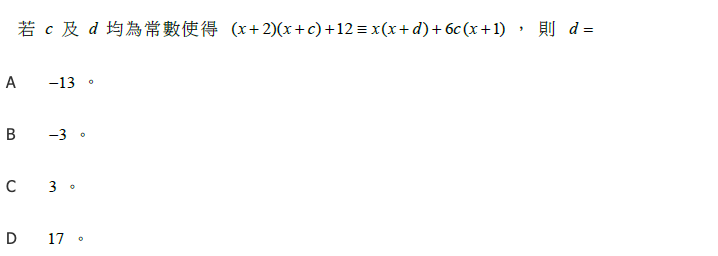 若 c 及 d 均為常數使得 (x+2)(x+c)+12≡x(x+d)+6c(x+1) ， 則 d=
A −13 。
B −3 。
C 3 。
D 17 。